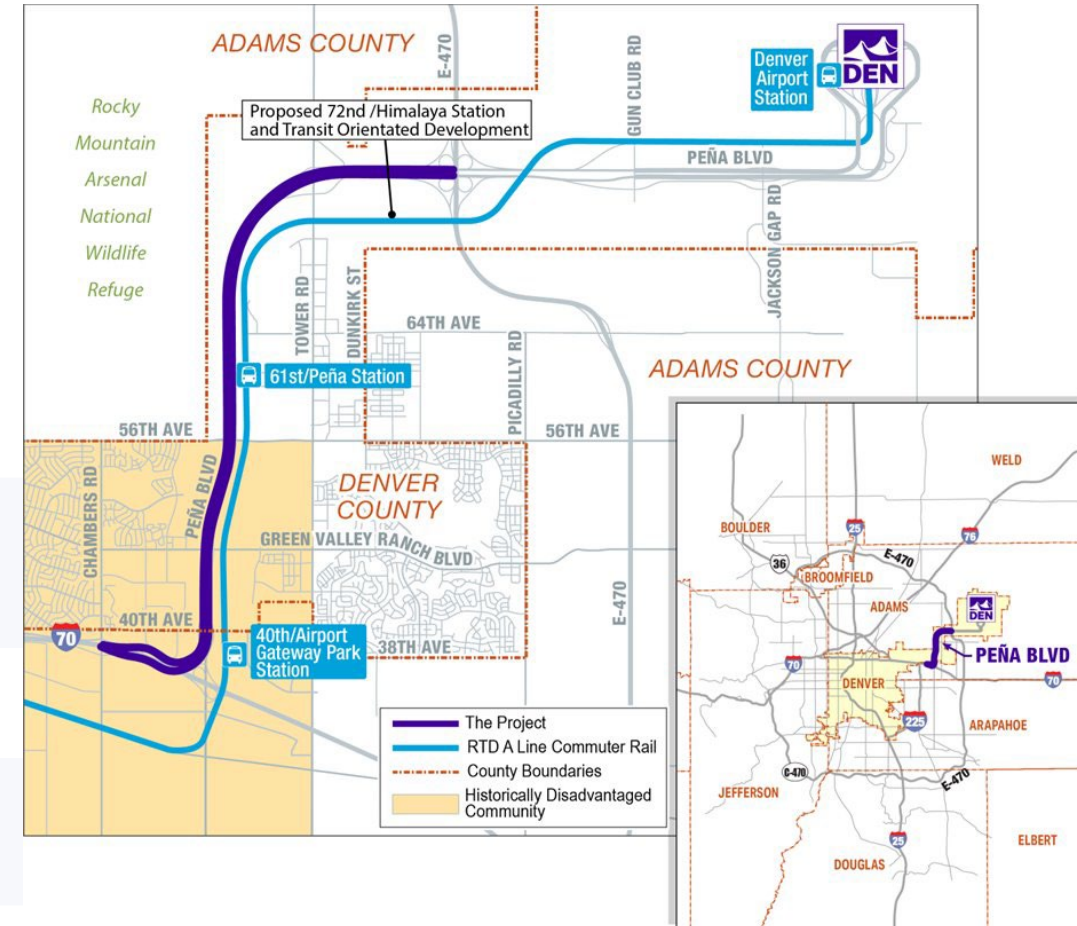 ADAMS COUNTY
E-470
GUN CLUB RD
Denver
Airport
Station
DEN
Rocky
Mountain
Arsenal
National
Wildlife
Refuge
Proposed 72nd /Himalaya Station
and Transit Orientated Development
PEÑA BLVD
JACKSON GAP RD
TOWER RD
DUNKIRK ST
64TH AVE
PICADILLY RD
ADAMS COUNTY
61st/Peña Station
56TH AVE
56TH AVE
CHAMBERS RD
PEÑA BLVD
DENVER
COUNTY
GREEN VALLEY RANCH BLVD
E-470
40TH AVE
70
40th/Airport
Gateway Park
Station
38TH AVE
The Project
RTD A Line Commuter Rail
County Boundaries
Historically Disadvantaged
Community
WELD
BOULDER
25
76
36
E-470
BROOMFIELD
ADAMS
DEN
PEÑA BLVD
70
DENVER
70
225
ARAPAHOE
C-470
E-470
JEFFERSON
25
ELBERT
DOUGLAS